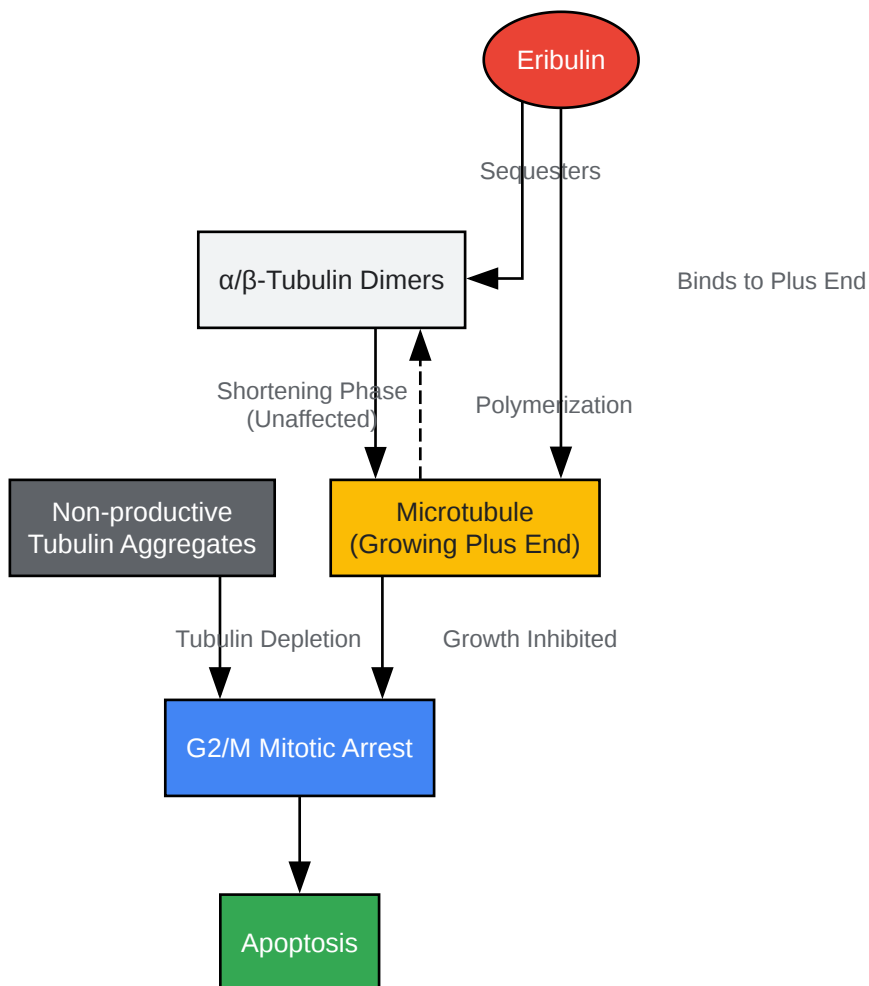 Eribulin
Sequesters
α/β-Tubulin Dimers
Binds to Plus End
Shortening Phase
(Unaffected)
Polymerization
Non-productive
Tubulin Aggregates
Microtubule
(Growing Plus End)
Tubulin Depletion
Growth Inhibited
G2/M Mitotic Arrest
Apoptosis